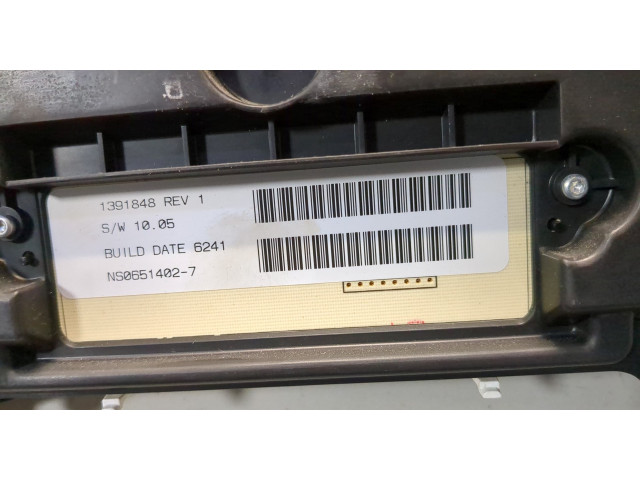 1391848 REV 1
S/W 10.05
BUILD DATE 6241
NS0651402-7